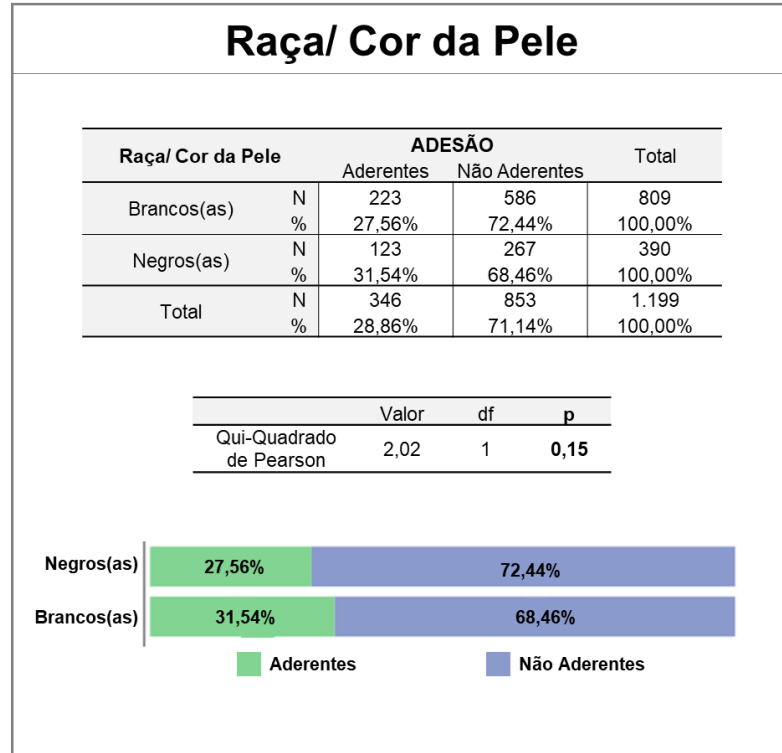 Raça/ Cor da Pele
Raça/ Cor da Pele ADESÃO Total
Aderentes Não Aderentes
Brancos(as) N 223 586 809
% 27,56% 72,44% 100,00%
Negros(as) N 123 267 390
% 31,54% 68,46% 100,00%
Total N 346 853 1.199
% 28,86% 71,14% 100,00%
Valor df p
Qui-Quadrado de Pearson 2,02 1 0,15
Negros(as) 27,56% 72,44%
Brancos(as) 31,54% 68,46%
Aderentes Não Aderentes